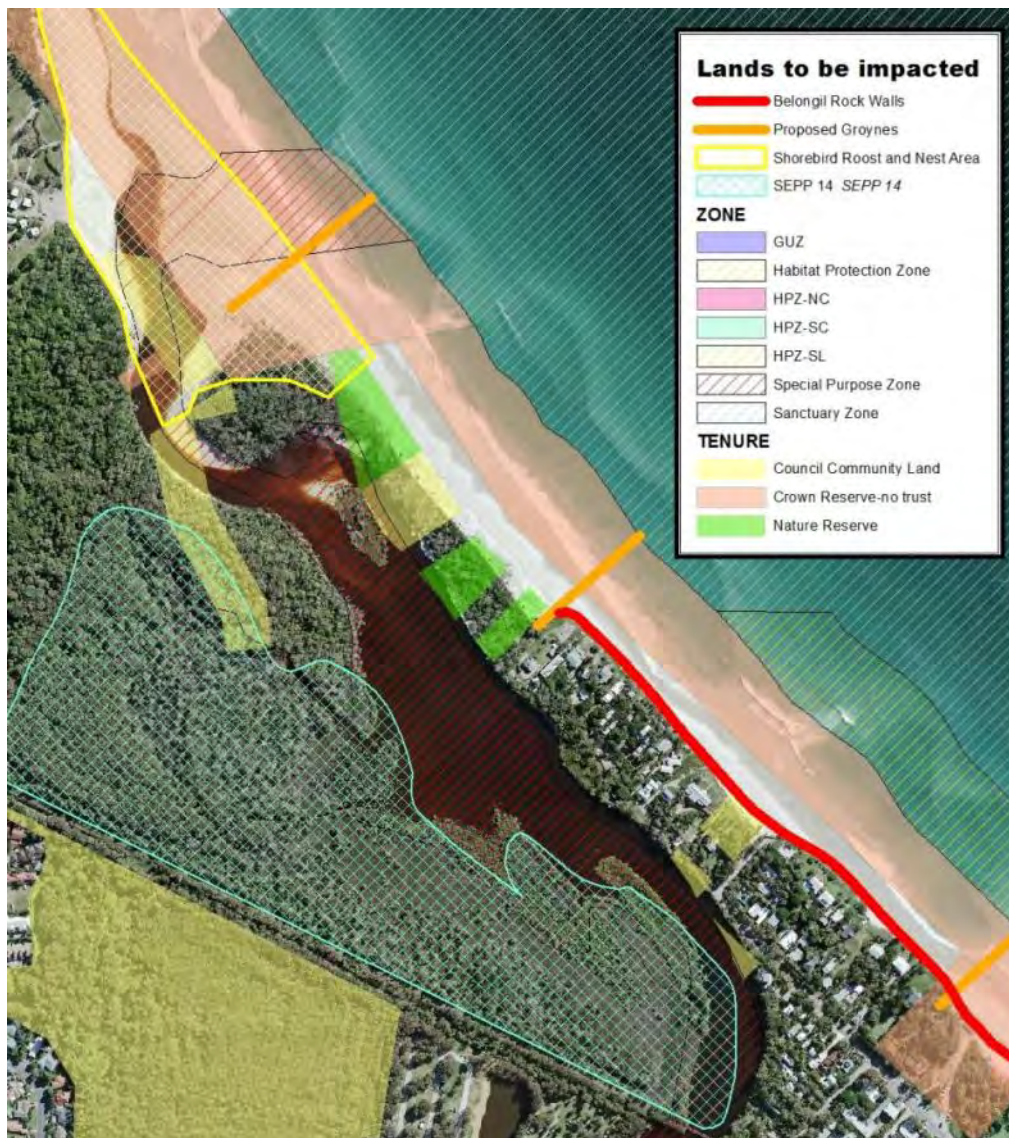 Lands to be impacted
Belongil Rock Walls
Proposed Groynes
Shorebird Roost and Nest Area
SEPP 14 SEPP 14
ZONE
GUZ
Habitat Protection Zone
HPZ-NC
HPZ-SC
HPZ-SL
Special Purpose Zone
Sanctuary Zone
TENURE
Council Community Land
Crown Reserve-no trust
Nature Reserve